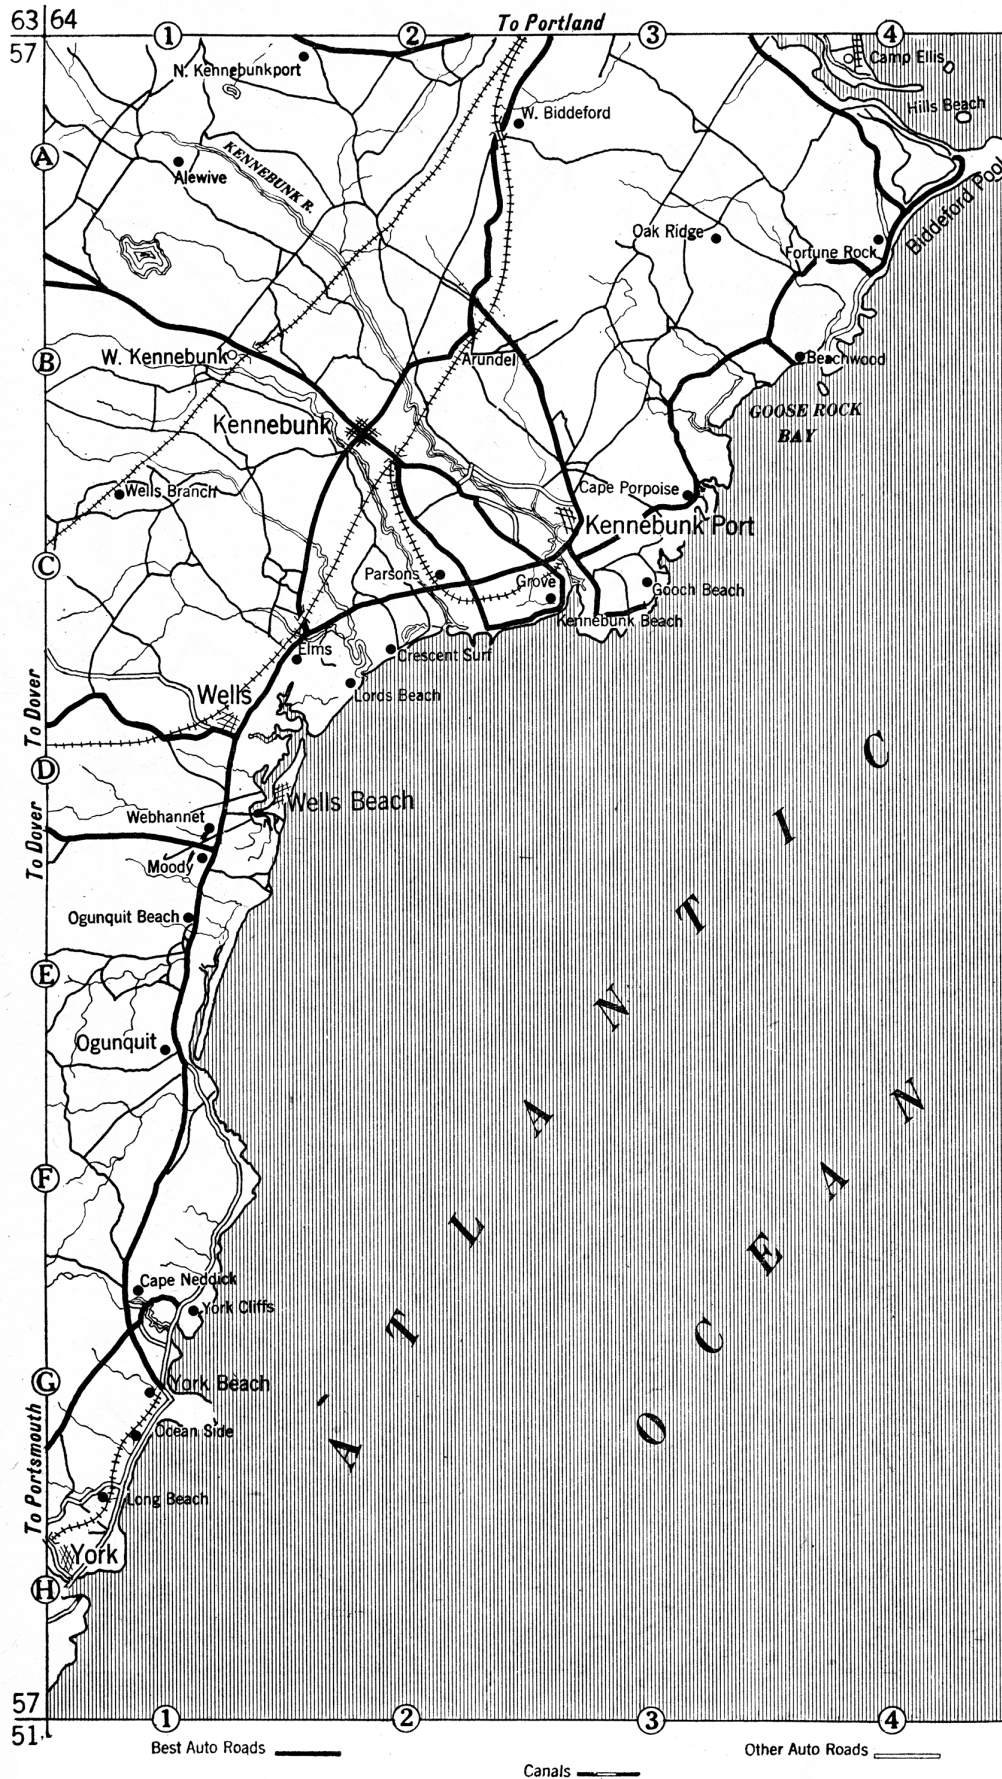 63 64
To Portland
57
1 2 3 4
N. Kennebunkport
Camp Ellis
Hills Beach
W. Biddeford
A
KENNEBUNK R.
Alewive
Biddeford Pool
Oak Ridge
Fortune Rock
B
W. Kennebunk
Arundel
Beachwood
GOOSE ROCK
BAY
Kennebunk
Wells Branch
Cape Porpoise
Kennebunk Port
C
Parsons
Grove
Gooch Beach
Kennebunk Beach
Elms
Crescent Surf
Wells
Lords Beach
To Dover
D
Wells Beach
To Dover
Webhannet
Moody
Ogunquit Beach
E
Ogunquit
F
ATLANTIC
OCEAN
Cape Neddick
York Cliffs
G
York Beach
Ocean Side
To Portsmouth
Long Beach
York
H
57
51
1 2 3 4
Best Auto Roads
Other Auto Roads
Canals